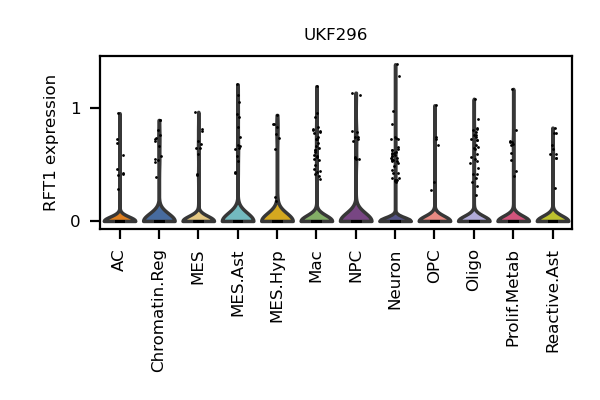 UKF296
RFT1 expression
1
0
AC
Chromatin.Reg
MES
MES.Ast
MES.Hyp
Mac
NPC
Neuron
OPC
Oligo
Prolif.Metab
Reactive.Ast